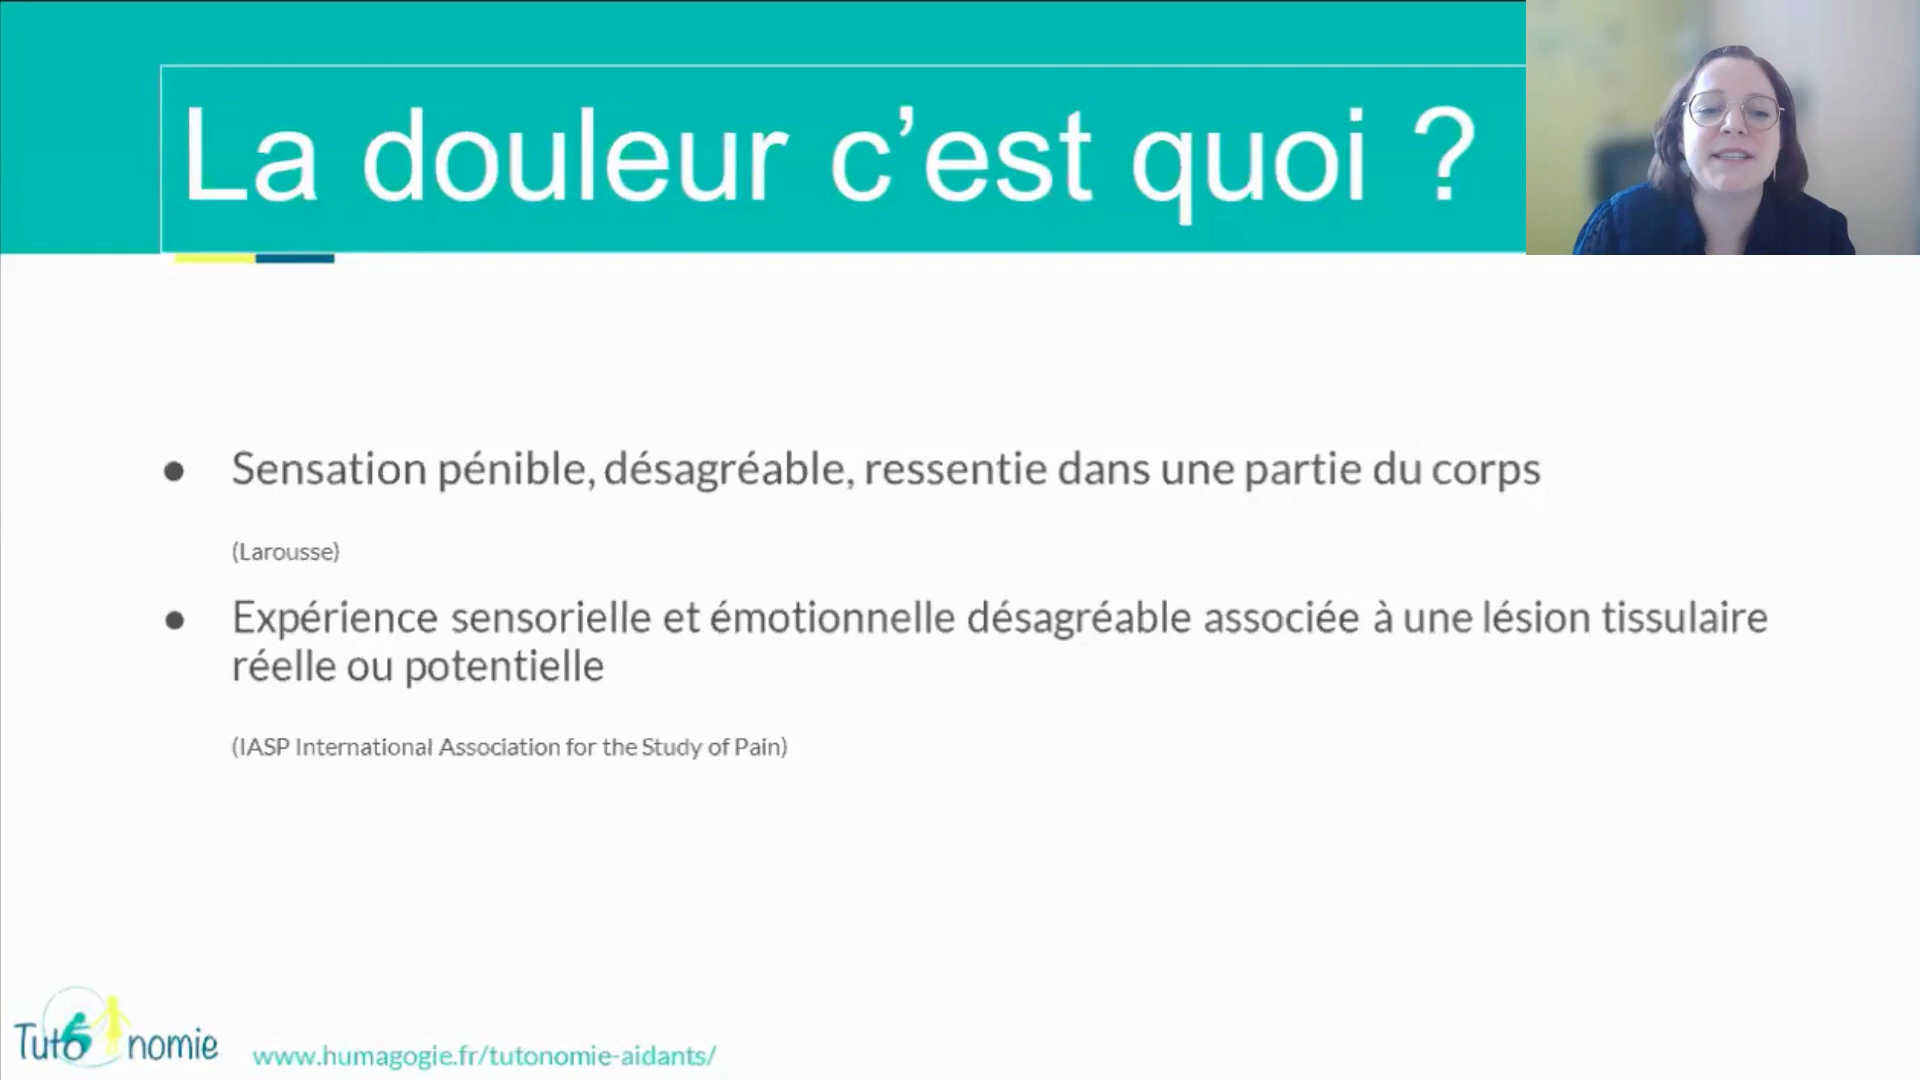 La douleur c’est quoi ?
● Sensation pénible, désagréable, ressentie dans une partie du corps
(Larousse)
● Expérience sensorielle et émotionnelle désagréable associée à une lésion tissulaire
réelle ou potentielle
(IASP International Association for the Study of Pain)
Tutonomie
www.humagogie.fr/tutonomie-aidants/